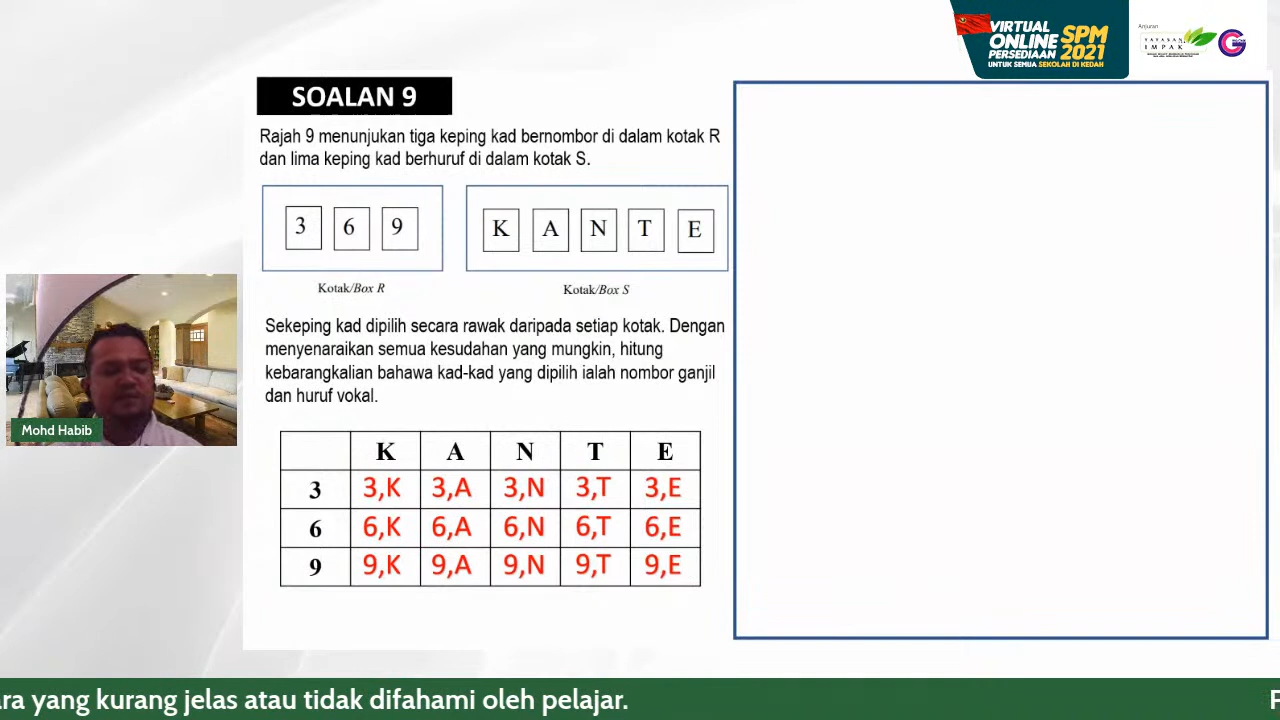 VIRTUAL
ONLINE
PERSEDIAAN
SPM
2021
UNTUK SEMUA SEKOLAH DI KEDAH
Anjuran
YAYASAN
IMPAK
SOALAN 9
Rajah 9 menunjukan tiga keping kad bernombor di dalam kotak R
dan lima keping kad berhuruf di dalam kotak S.
3 6 9
K A N T E
Kotak/Box R
Kotak/Box S
Sekeping kad dipilih secara rawak daripada setiap kotak. Dengan
menyenaraikan semua kesudahan yang mungkin, hitung
kebarangkalian bahawa kad-kad yang dipilih ialah nombor ganjil
dan huruf vokal.
K A N T E
3 3,K 3,A 3,N 3,T 3,E
6 6,K 6,A 6,N 6,T 6,E
9 9,K 9,A 9,N 9,T 9,E
Mohd Habib
ara yang kurang jelas atau tidak difahami oleh pelajar.
P